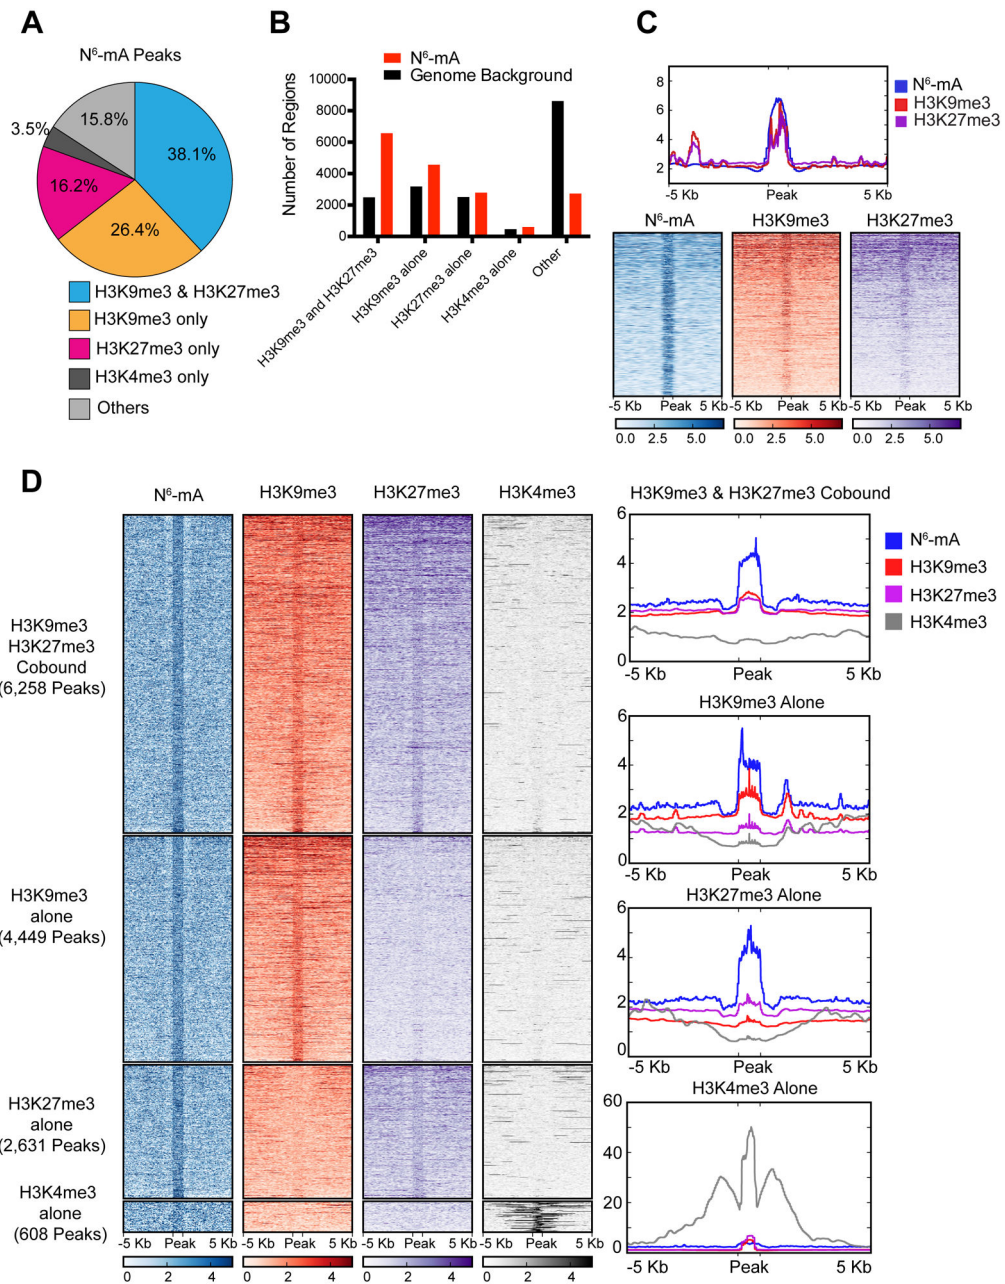 A
N⁶-mA Peaks
15.8%
3.5%
38.1%
16.2%
26.4%
H3K9me3 & H3K27me3
H3K9me3 only
H3K27me3 only
H3K4me3 only
Others
B
N⁶-mA
Genome Background
Number of Regions
10000
8000
6000
4000
2000
0
H3K9me3 and H3K27me3
H3K9me3 alone
H3K27me3 alone
H3K4me3 alone
Other
C
8
6
4
2
-5 Kb Peak 5 Kb
N⁶-mA
H3K9me3
H3K27me3
N⁶-mA H3K9me3 H3K27me3
-5 Kb Peak 5 Kb -5 Kb Peak 5 Kb -5 Kb Peak 5 Kb
0.0 2.5 5.0 0.0 2.5 5.0 0.0 2.5 5.0
D
N⁶-mA H3K9me3 H3K27me3 H3K4me3
H3K9me3
H3K27me3
Cobound
(6,258 Peaks)
H3K9me3
alone
(4,449 Peaks)
H3K27me3
alone
(2,631 Peaks)
H3K4me3
alone
(608 Peaks)
-5 Kb Peak 5 Kb -5 Kb Peak 5 Kb -5 Kb Peak 5 Kb -5 Kb Peak 5 Kb
0 2 4 0 2 4 0 2 4 0 2 4
H3K9me3 & H3K27me3 Cobound
6
4
2
0
-5 Kb Peak 5 Kb
N⁶-mA
H3K9me3
H3K27me3
H3K4me3
H3K9me3 Alone
6
4
2
0
-5 Kb Peak 5 Kb
H3K27me3 Alone
6
4
2
0
-5 Kb Peak 5 Kb
H3K4me3 Alone
60
40
20
0
-5 Kb Peak 5 Kb